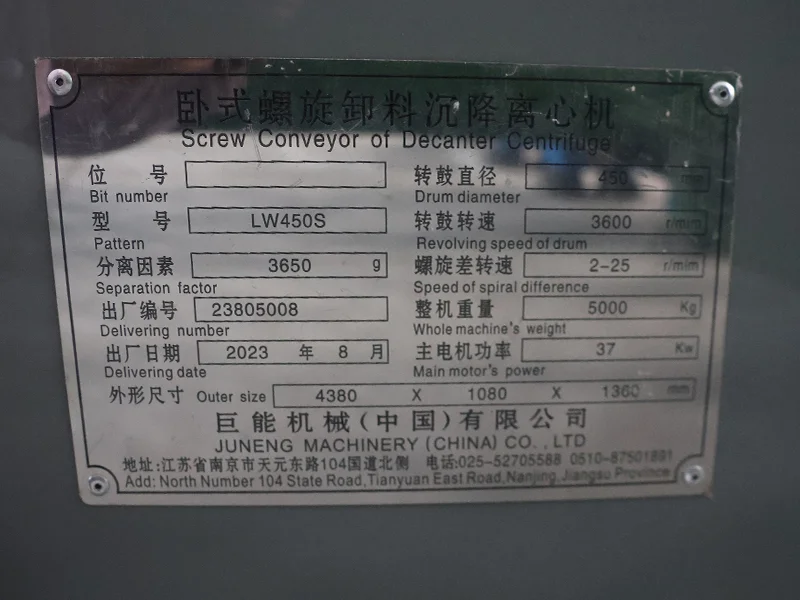 卧式螺旋卸料沉降离心机
Screw Conveyor of Decanter Centrifuge
位 号
Bit number
转鼓直径 450 mm
Drum diameter
型 号 LW450S
Pattern
转鼓转速 3600 r/mim
Revolving speed of drum
分离因素 3650 g
Separation factor
螺旋差转速 2-25 r/mim
Speed of spiral difference
出厂编号 23805008
Delivering number
整机重量 5000 Kg
Whole machine's weight
出厂日期 2023 年 8 月
Delivering date
主电机功率 37 Kw
Main motor's power
外形尺寸 Outer size 4380 X 1080 X 1360 mm
巨能机械(中国)有限公司
JUNENG MACHINERY (CHINA) CO. , LTD
地址:江苏省南京市天元东路104国道北侧 电话:025-52705588 0510-87501891
Add: North Number 104 State Road,Tianyuan East Road,Nanjing,Jiangso Province